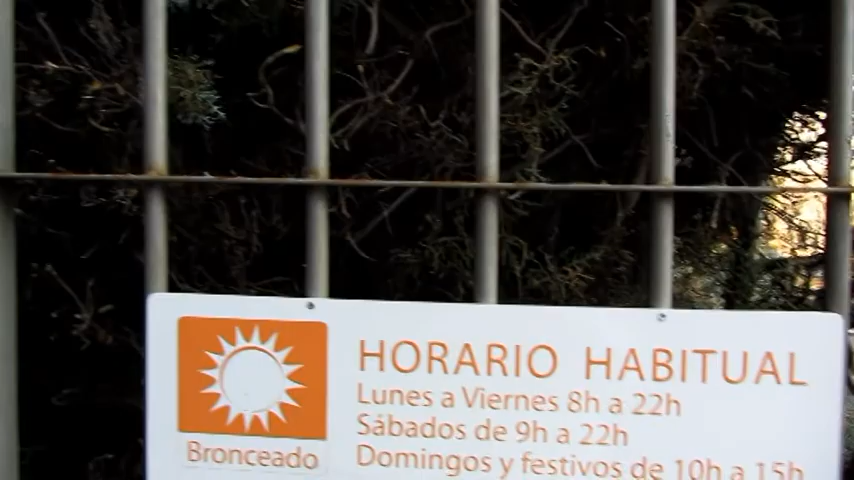 HORARIO HABITUAL
Lunes a Viernes 8h a 22h
Sábados de 9h a 22h
Domingos y festivos de 10h a 15h
Bronceado